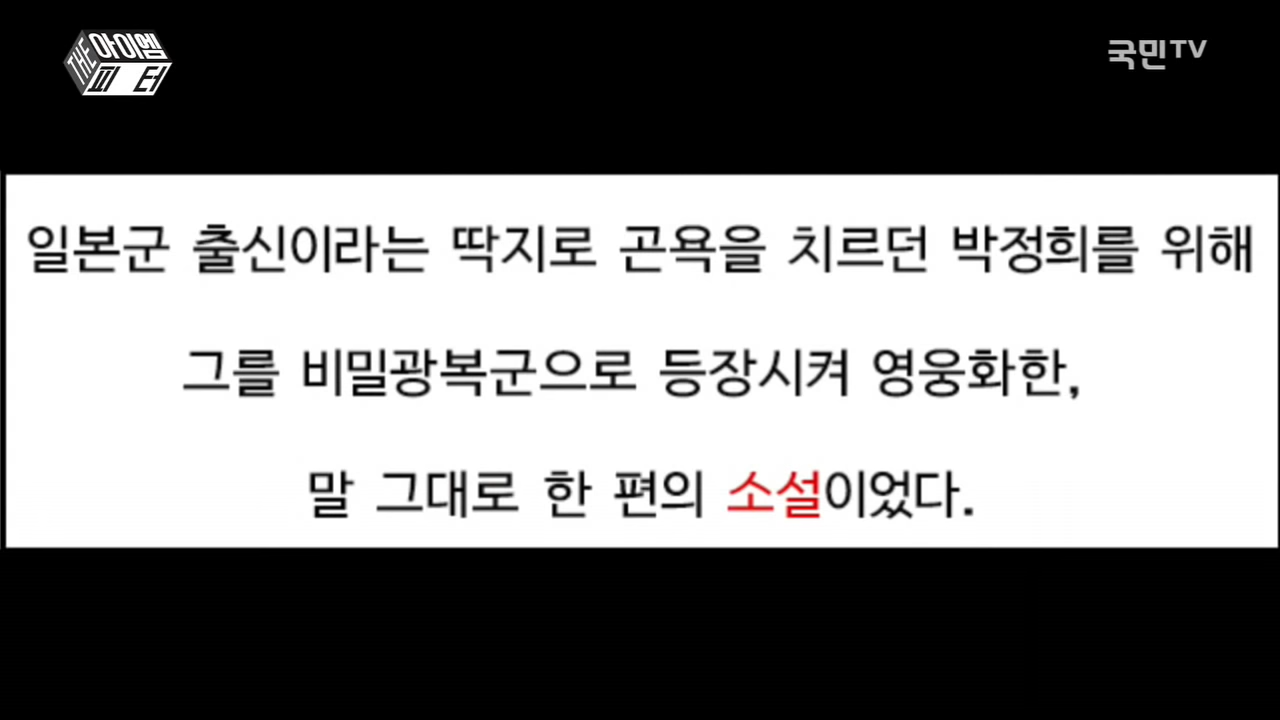 THE 아이엠
피터
국민TV
일본군 출신이라는 딱지로 곤욕을 치르던 박정희를 위해
그를 비밀광복군으로 등장시켜 영웅화한,
말 그대로 한 편의 소설이었다.